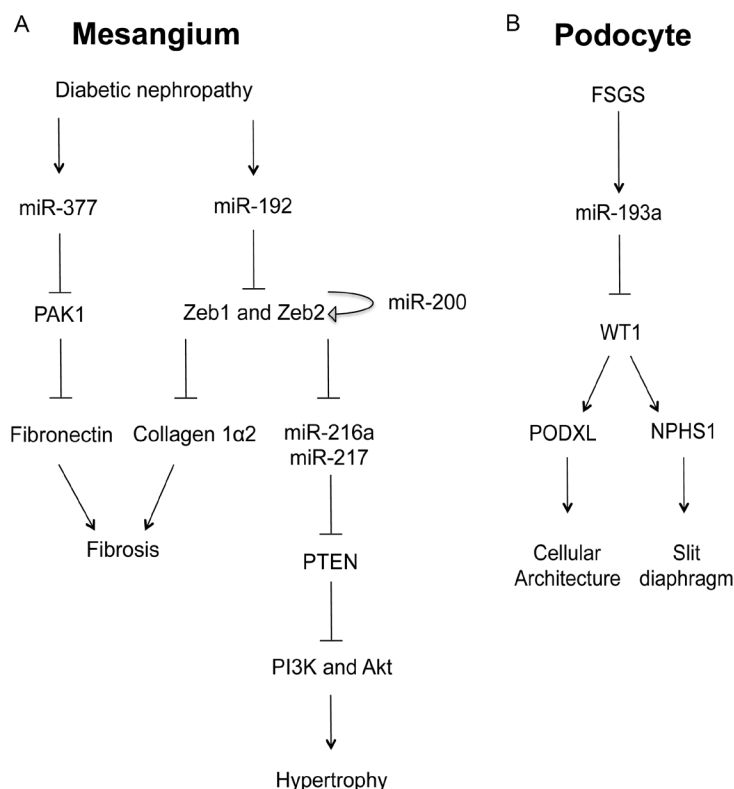 A
Mesangium
Diabetic nephropathy
miR-377
miR-192
PAK1
Zeb1 and Zeb2
miR-200
Fibronectin
Collagen 1α2
miR-216a
miR-217
Fibrosis
PTEN
PI3K and Akt
Hypertrophy
B
Podocyte
FSGS
miR-193a
WT1
PODXL
NPHS1
Cellular
Architecture
Slit
diaphragm